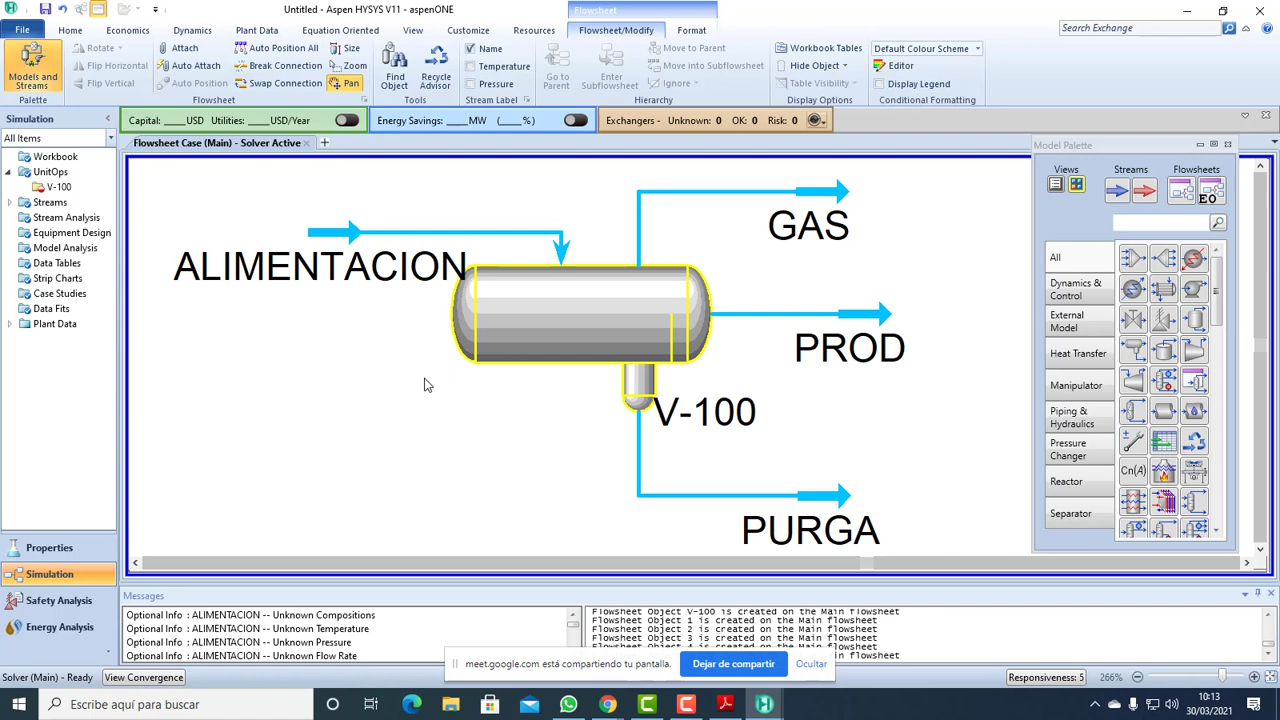 Untitled - Aspen HYSYS V11 - aspenONE
Flowsheet
File
Home
Economics
Dynamics
Plant Data
Equation Oriented
View
Customize
Resources
Flowsheet/Modify
Format
Search Exchange
Models and
Streams
Palette
Rotate
Flip Horizontal
Flip Vertical
Attach
Auto Attach
Auto Position
Auto Position All
Break Connection
Swap Connection
Size
Zoom
Pan
Flowsheet
Find
Object
Recycle
Advisor
Tools
Name
Temperature
Pressure
Stream Label
Go to
Parent
Enter
Subflowsheet
Move to Parent
Move into Subflowsheet
Ignore
Hierarchy
Workbook Tables
Hide Object
Table Visibility
Display Options
Default Colour Scheme
Editor
Display Legend
Conditional Formatting
Simulation
All Items
Workbook
UnitOps
V-100
Streams
Stream Analysis
Equipment Design
Model Analysis
Data Tables
Strip Charts
Case Studies
Data Fits
Plant Data
Properties
Simulation
Safety Analysis
Energy Analysis
Capital: ____USD Utilities: ____USD/Year
Energy Savings: ____MW (____%)
Exchangers - Unknown: 0 OK: 0 Risk: 0
Flowsheet Case (Main) - Solver Active
ALIMENTACION
GAS
PROD
V-100
PURGA
Model Palette
Views
Streams
Flowsheets
EO
All
Dynamics &
Control
External
Model
Heat Transfer
Manipulator
Piping &
Hydraulics
Pressure
Changer
Reactor
Separator
Cn(A)
Messages
Optional Info : ALIMENTACION -- Unknown Compositions
Optional Info : ALIMENTACION -- Unknown Temperature
Optional Info : ALIMENTACION -- Unknown Pressure
Optional Info : ALIMENTACION -- Unknown Flow Rate
Flowsheet Object V-100 is created on the Main flowsheet
Flowsheet Object 1 is created on the Main flowsheet
Flowsheet Object 2 is created on the Main flowsheet
Flowsheet Object 3 is created on the Main flowsheet
Flowsheet Object 4 is created on the Main flowsheet
meet.google.com está compartiendo tu pantalla.
Dejar de compartir
Ocultar
Solver (Main) - Ready
View Convergence
Responsiveness: 5
266%
Escribe aquí para buscar
10:13
30/03/2021